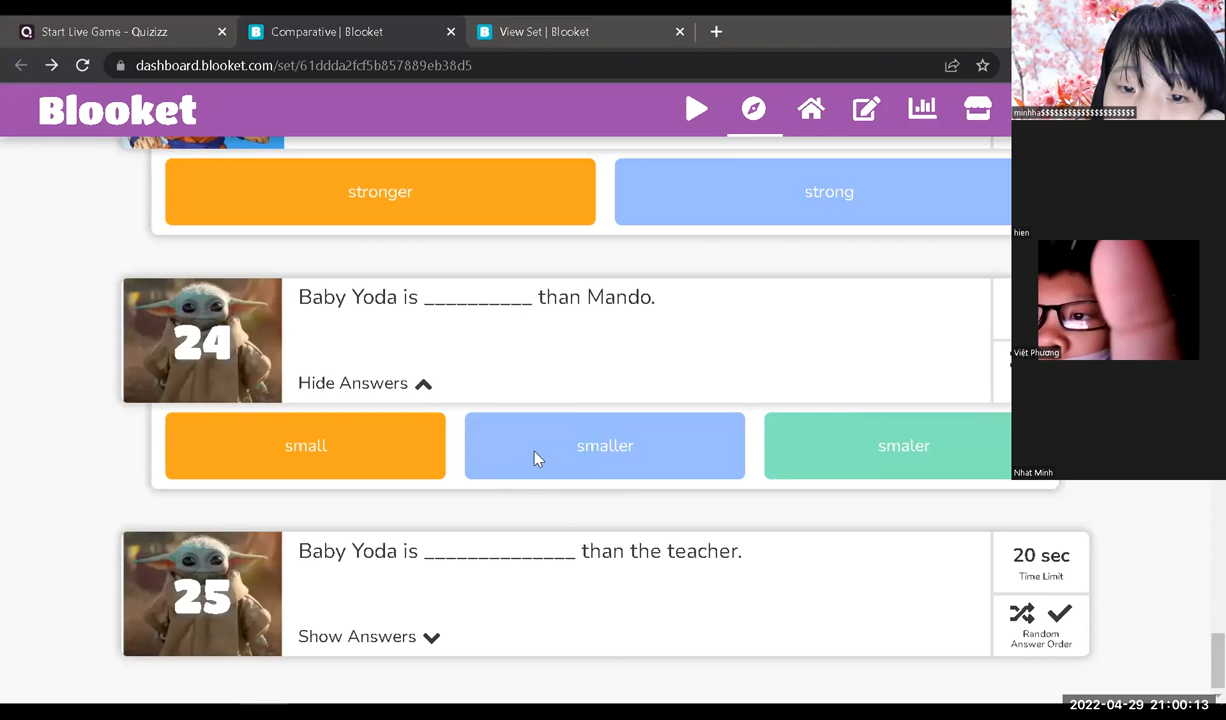 Start Live Game - Quizizz
Comparative | Blooket
View Set | Blooket
dashboard.blooket.com/set/61ddda2fcf5b857889eb38d5
Blooket
minhha$$$$$$$$$$$$$$$$$$$$$
stronger
strong
hien
24
Baby Yoda is __________ than Mando.
Hide Answers
Việt Phương
small
smaller
smaler
Nhat Minh
25
Baby Yoda is ______________ than the teacher.
Show Answers
20 sec
Time Limit
Random
Answer Order
2022-04-29 21:00:13